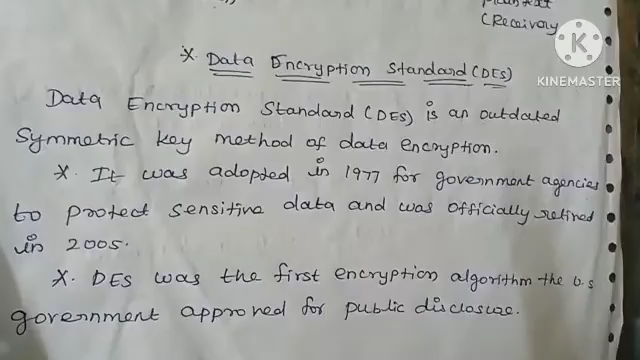 (Receiver)
KINEMASTER
* Data Encryption Standard (DES)
Data Encryption Standard (DES) is an outdated
symmetric key method of data encryption.
* It was adopted in 1977 for government agencies
to protect sensitive data and was officially retired
in 2005.
* DES was the first encryption algorithm the U.S
government approved for public disclosure.